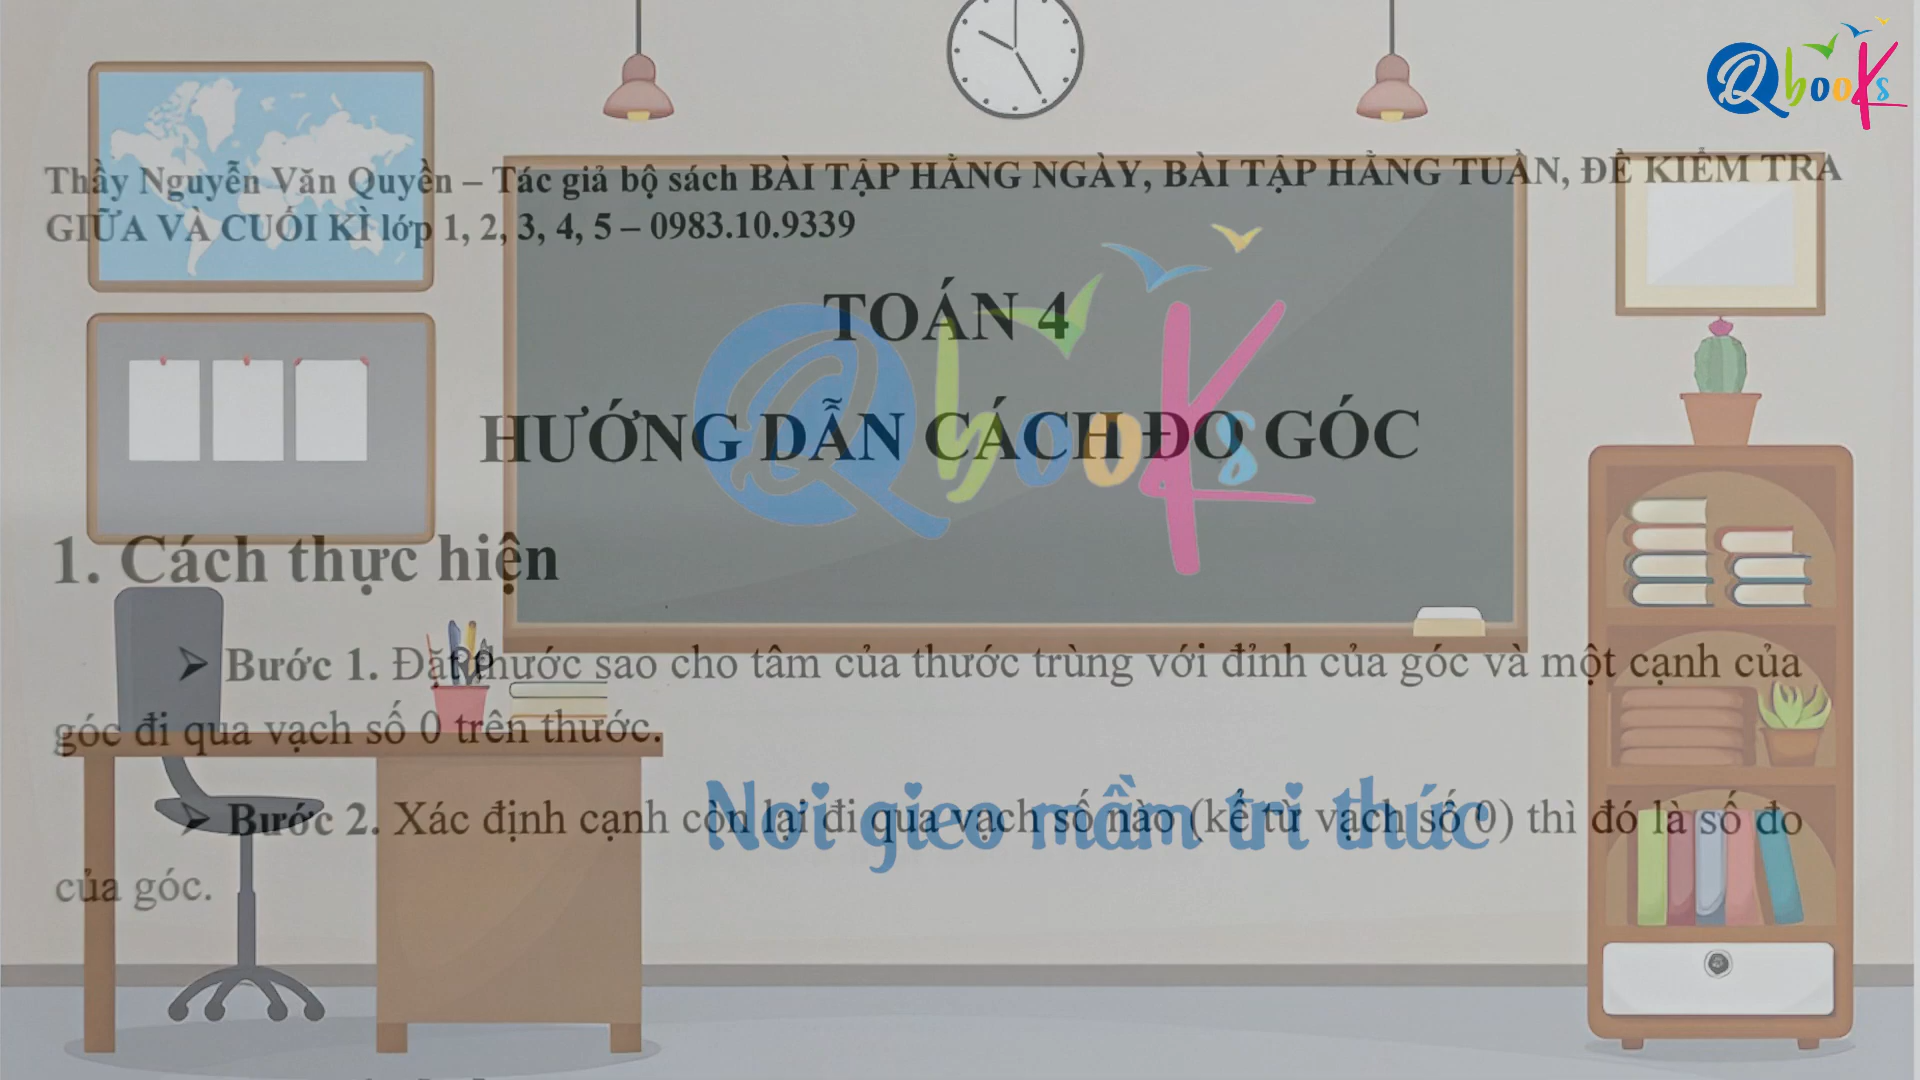 Qbooks
Thầy Nguyễn Văn Quyền – Tác giả bộ sách BÀI TẬP HẰNG NGÀY, BÀI TẬP HẰNG TUẦN, ĐỀ KIỂM TRA
GIỮA VÀ CUỐI KÌ lớp 1, 2, 3, 4, 5 – 0983.10.9339
TOÁN 4
Qbooks
HƯỚNG DẪN CÁCH ĐO GÓC
1. Cách thực hiện
➢ Bước 1. Đặt thước sao cho tâm của thước trùng với đỉnh của góc và một cạnh của
góc đi qua vạch số 0 trên thước.
➢ Bước 2. Xác định cạnh còn lại đi qua vạch số nào (kể từ vạch số 0) thì đó là số đo
của góc.
Nơi gieo mầm tri thức